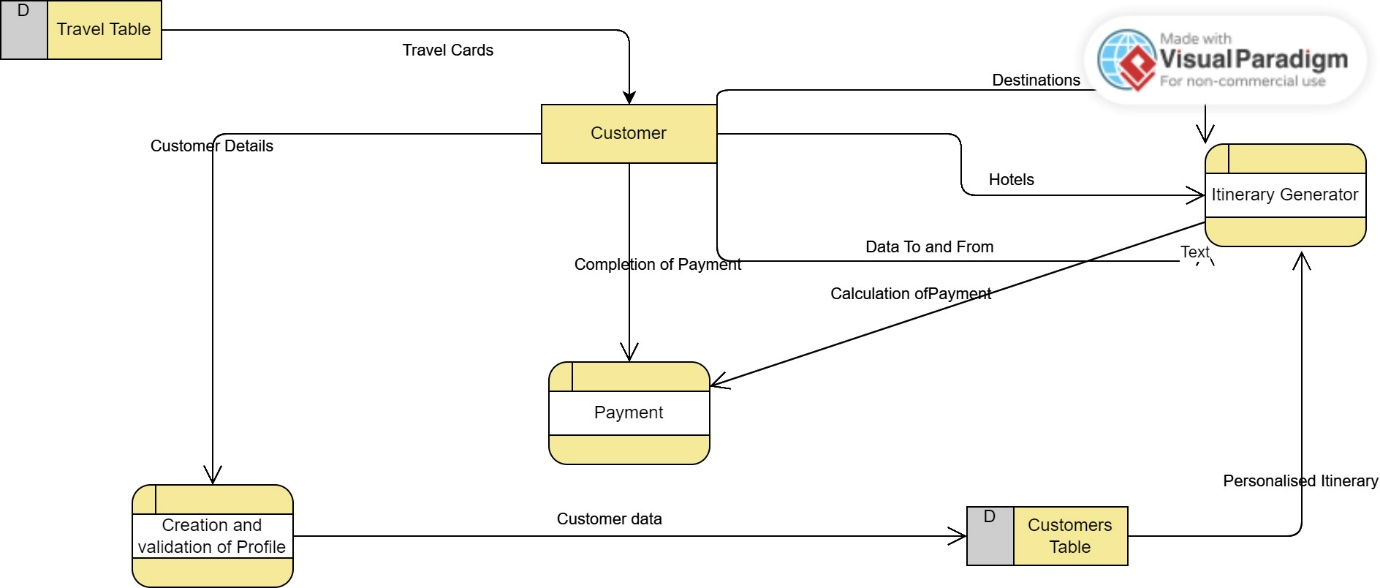 D
Travel Table
Travel Cards
Made with
VisualParadigm
For non-commercial use
Destinations
Customer
Customer Details
Hotels
Itinerary Generator
Data To and From
Text
Completion of Payment
Calculation ofPayment
Payment
Personalised Itinerary
Creation and
validation of Profile
Customer data
D
Customers
Table